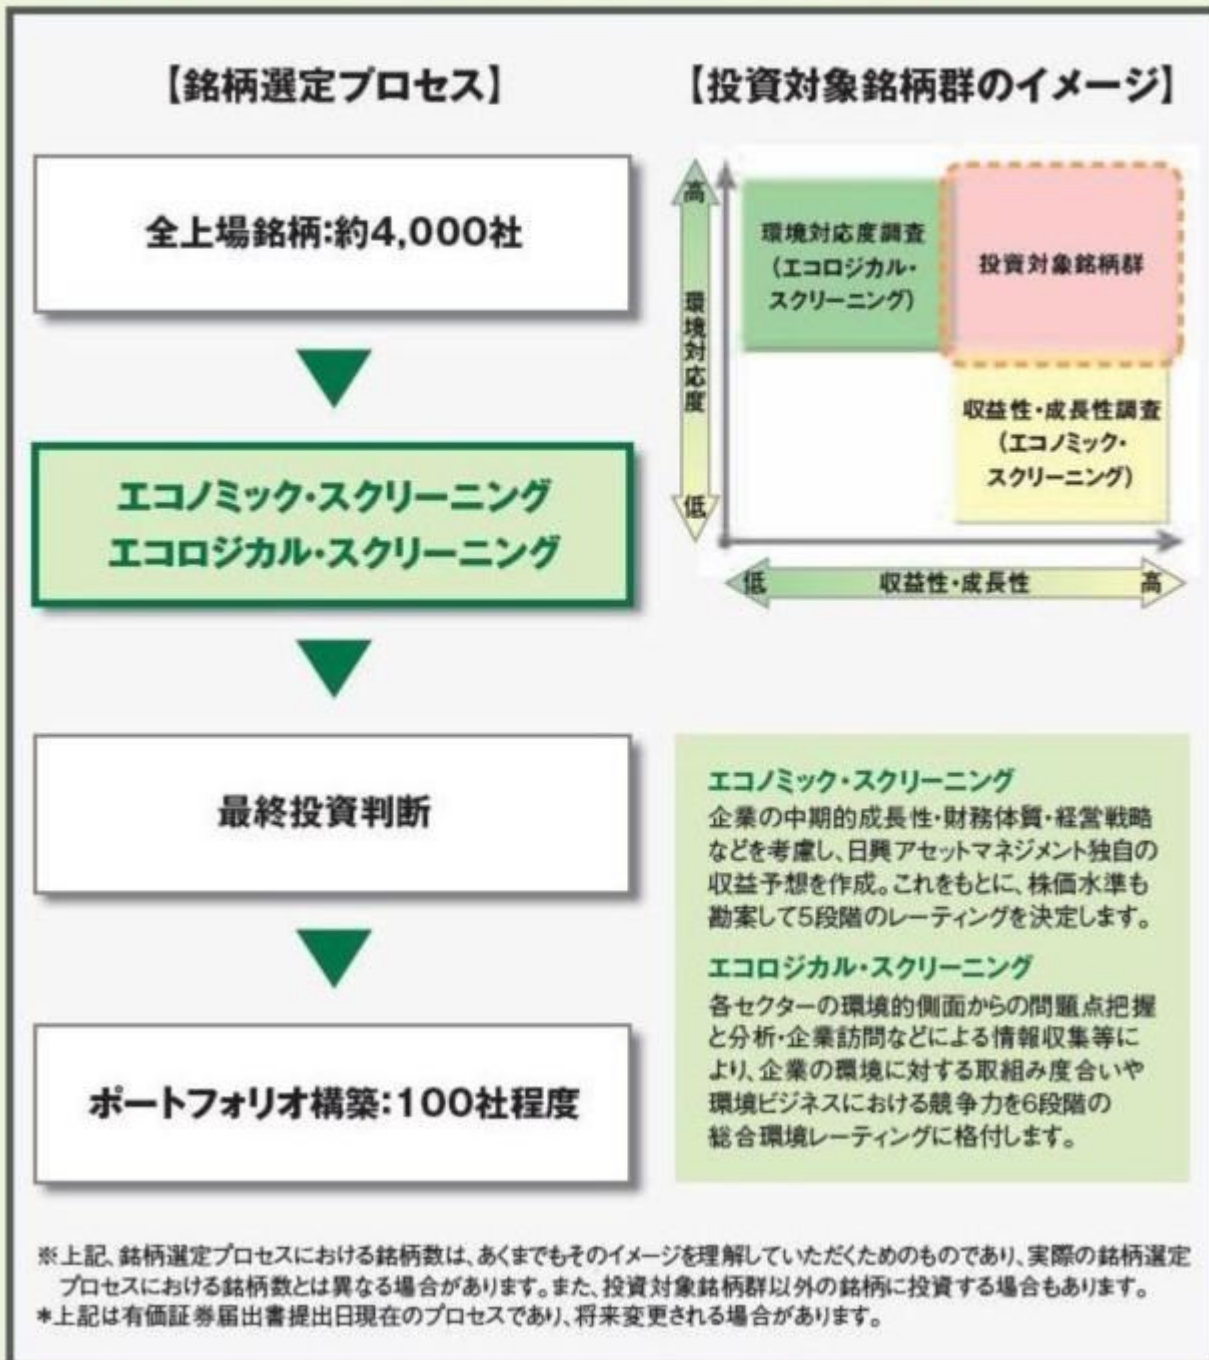 【銘柄選定プロセス】
全上場銘柄:約4,000社
エコノミック・スクリーニング
エコロジカル・スクリーニング
最終投資判断
ポートフォリオ構築:100社程度
【投資対象銘柄群のイメージ】
高
環境対応度
低
環境対応度調査
(エコロジカル・
スクリーニング)
投資対象銘柄群
収益性・成長性調査
(エコノミック・
スクリーニング)
低
収益性・成長性
高
エコノミック・スクリーニング
企業の中期的成長性・財務体質・経営戦略
などを考慮し、日興アセットマネジメント独自の
収益予想を作成。これをもとに、株価水準も
勘案して5段階のレーティングを決定します。
エコロジカル・スクリーニング
各セクターの環境的側面からの問題点把握
と分析・企業訪問などによる情報収集等に
より、企業の環境に対する取組み度合いや
環境ビジネスにおける競争力を6段階の
総合環境レーティングに格付します。
※上記、銘柄選定プロセスにおける銘柄数は、あくまでもそのイメージを理解していただくためのものであり、実際の銘柄選定
プロセスにおける銘柄数とは異なる場合があります。また、投資対象銘柄群以外の銘柄に投資する場合もあります。
*上記は有価証券届出書提出日現在のプロセスであり、将来変更される場合があります。